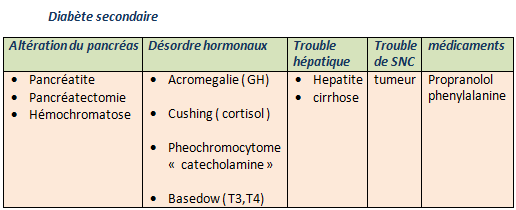 Diabète secondaire
Altération du pancréas
Désordre hormonaux
Trouble
hépatique
Trouble
de SNC
médicaments
• Pancréatite
• Pancréatectomie
• Hémochromatose
• Acromegalie ( GH)
• Cushing ( cortisol )
• Pheochromocytome
« catecholamine »
• Basedow ( T3,T4)
• Hepatite
• cirrhose
tumeur
Propranolol
phenylalanine